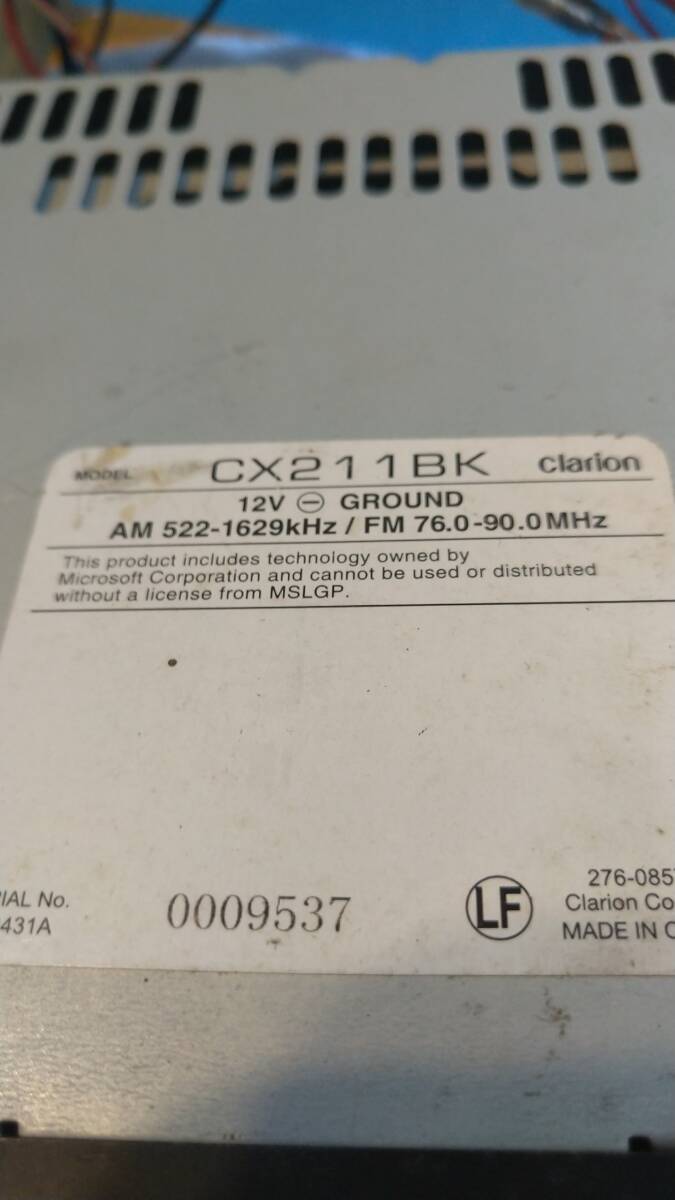 MODEL CX211BK clarion
12V ⊖ GROUND
AM 522-1629kHz / FM 76.0-90.0MHz
This product includes technology owned by
Microsoft Corporation and cannot be used or distributed
without a license from MSLGP.
IAL No.
431A
0009537
LF
276-085
Clarion Co
MADE IN C